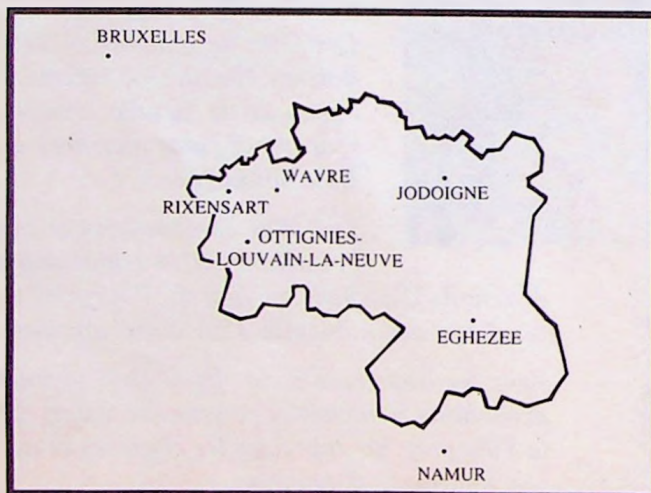 BRUXELLES
WAVRE
JODOIGNE
RIXENSART
OTTIGNIES-
LOUVAIN-LA-NEUVE
EGHEZEE
NAMUR